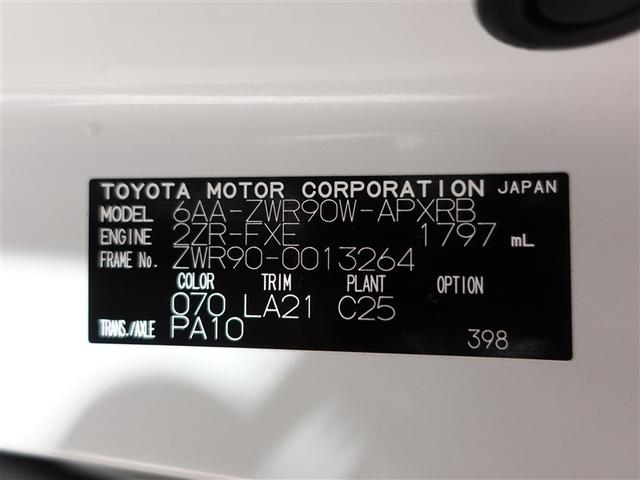 TOYOTA MOTOR CORPORATION JAPAN
MODEL 6AA-ZWR90W-APXRB
ENGINE 2ZR-FXE 1797 mL
FRAME No. ZWR90-0013264
COLOR TRIM PLANT OPTION
070 LA21 C25
TRANS./AXLE PA10 398